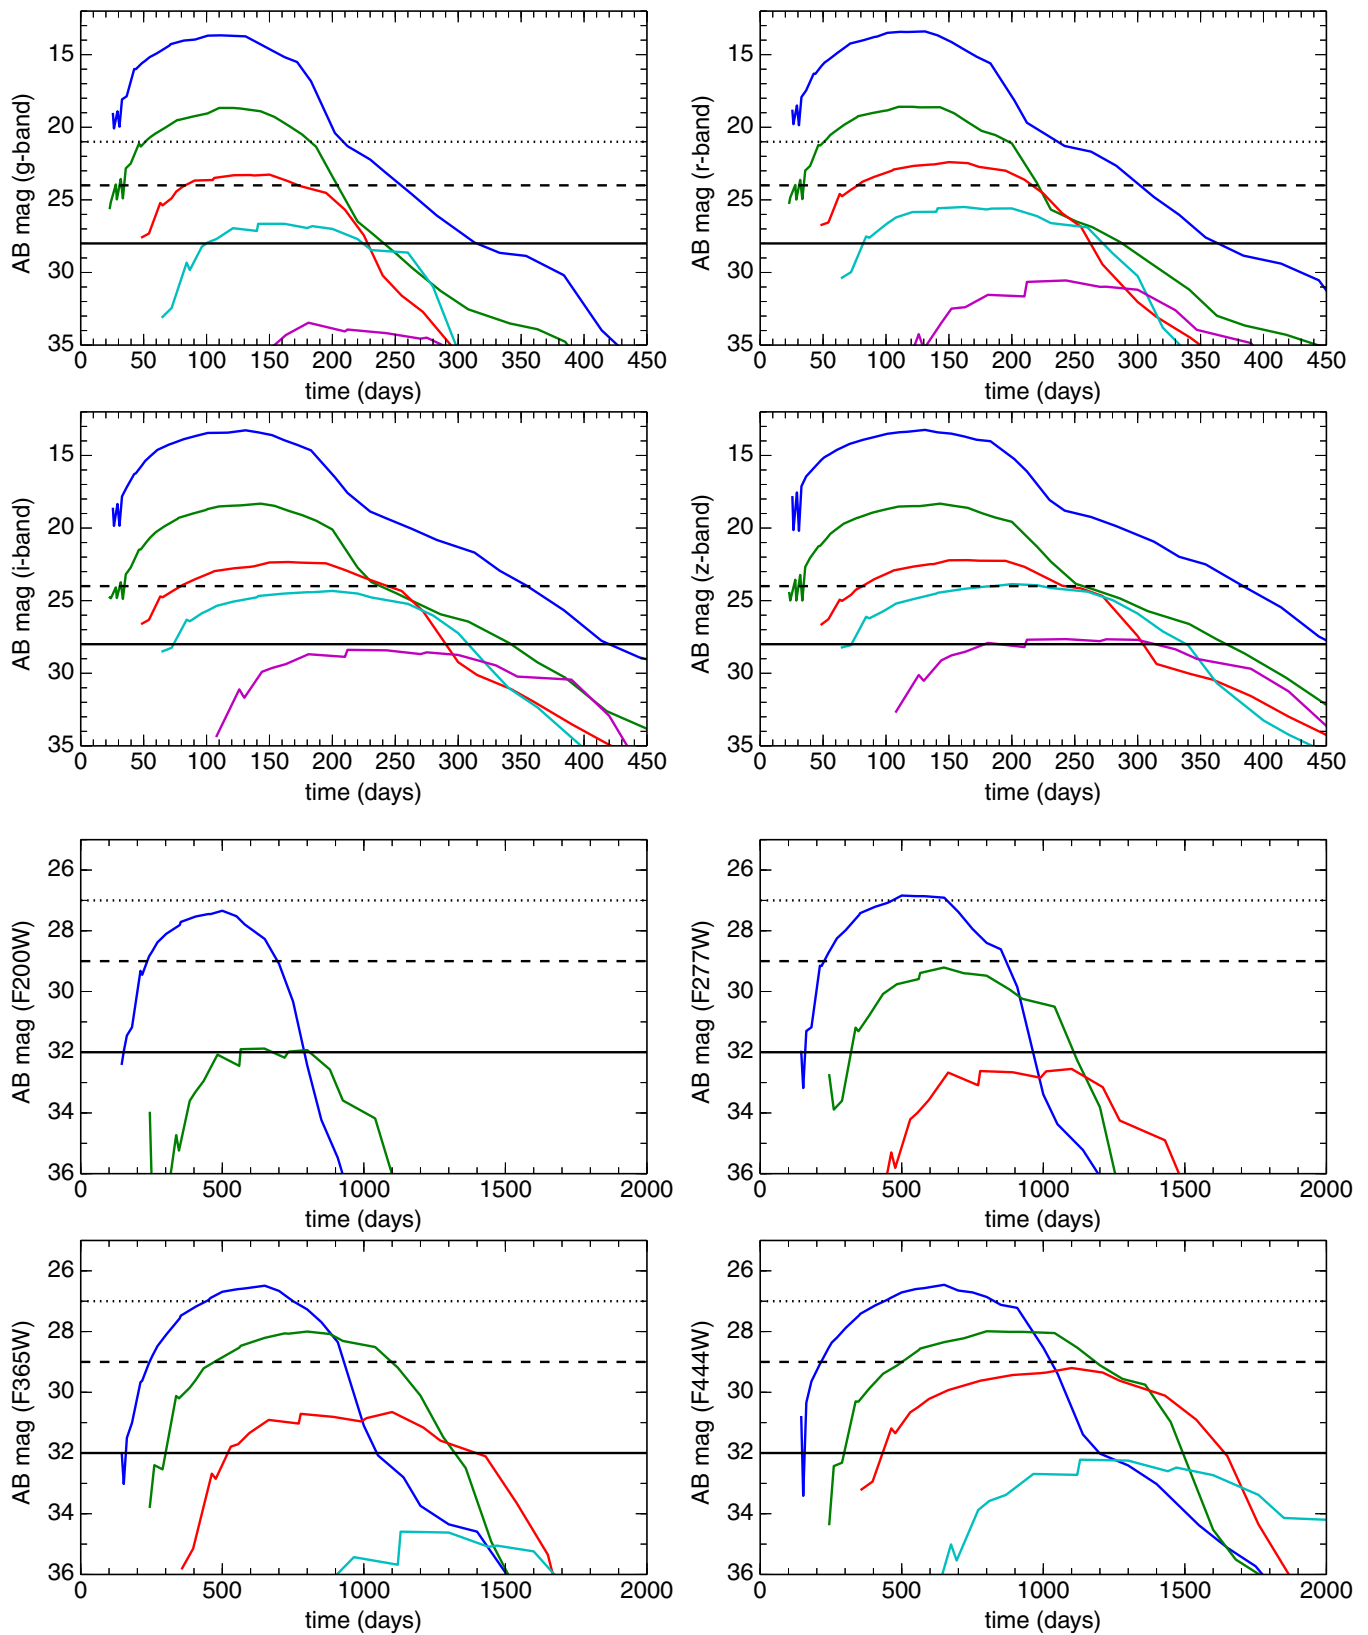 AB mag (g-band)
15
20
25
30
35
0 50 100 150 200 250 300 350 400 450
time (days)
AB mag (r-band)
15
20
25
30
35
0 50 100 150 200 250 300 350 400 450
time (days)
AB mag (i-band)
15
20
25
30
35
0 50 100 150 200 250 300 350 400 450
time (days)
AB mag (z-band)
15
20
25
30
35
0 50 100 150 200 250 300 350 400 450
time (days)
AB mag (F200W)
26
28
30
32
34
36
0 500 1000 1500 2000
time (days)
AB mag (F277W)
26
28
30
32
34
36
0 500 1000 1500 2000
time (days)
AB mag (F365W)
26
28
30
32
34
36
0 500 1000 1500 2000
time (days)
AB mag (F444W)
26
28
30
32
34
36
0 500 1000 1500 2000
time (days)